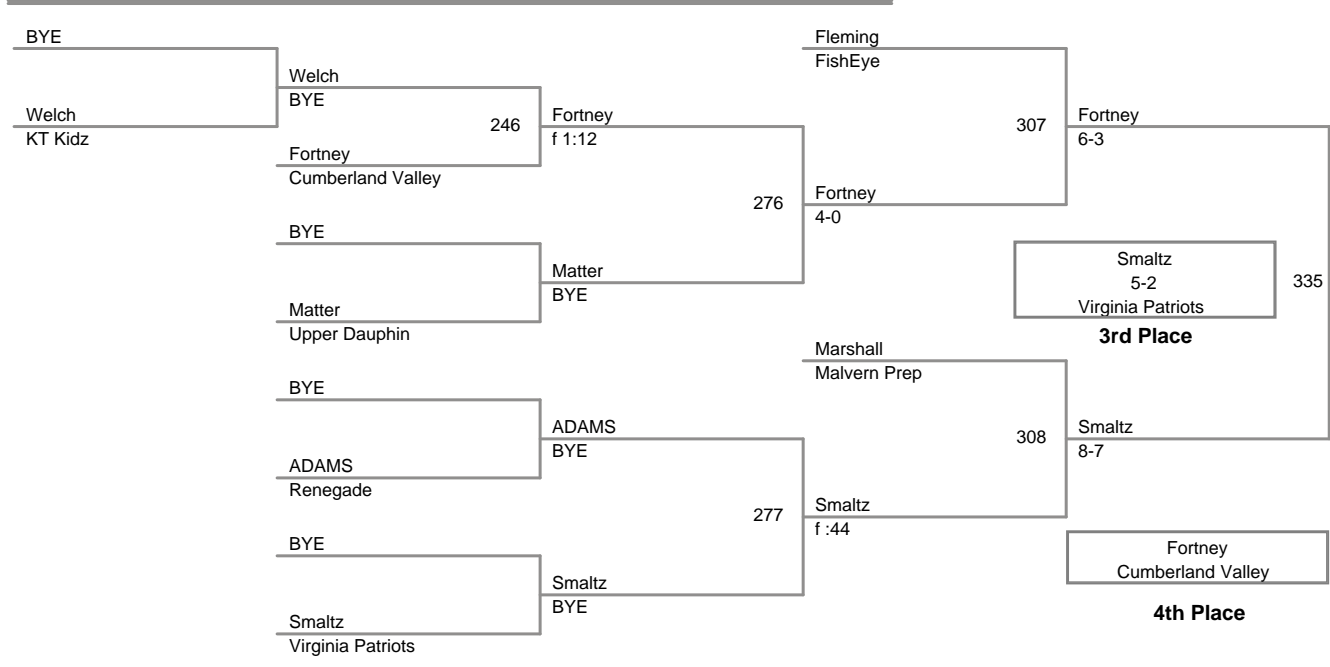 BYE
Welch
KT Kidz
Welch
BYE
246
Fortney
Cumberland Valley
BYE
Matter
Upper Dauphin
BYE
ADAMS
Renegade
BYE
Smaltz
Virginia Patriots
Fortney
f 1:12
276
Matter
BYE
ADAMS
BYE
277
Smaltz
BYE
Fleming
FishEye
307
Fortney
4-0
Marshall
Malvern Prep
308
Smaltz
f :44
Fortney
6-3
Smaltz
5-2
Virginia Patriots
335
3rd Place
Smaltz
8-7
Fortney
Cumberland Valley
4th Place